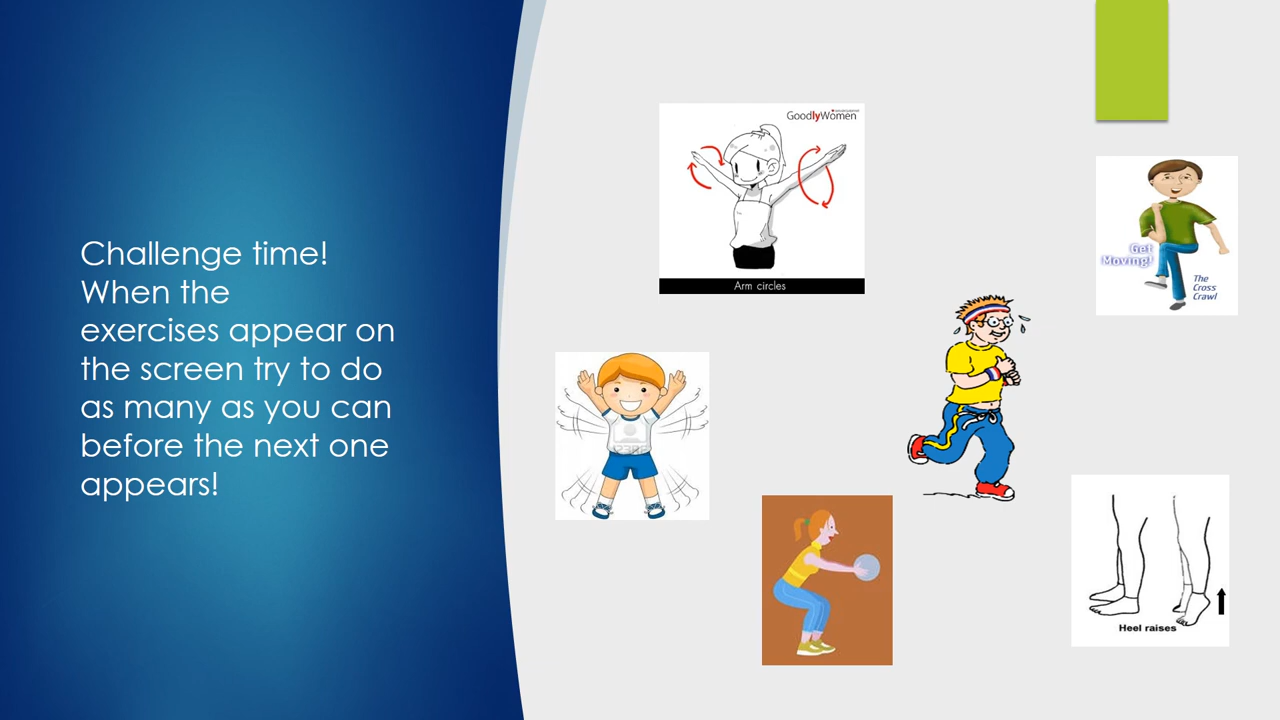 Challenge time!
When the
exercises appear on
the screen try to do
as many as you can
before the next one
appears!
GoodlyWomen
Arm circles
Get
Moving!
The
Cross
Crawl
Heel raises